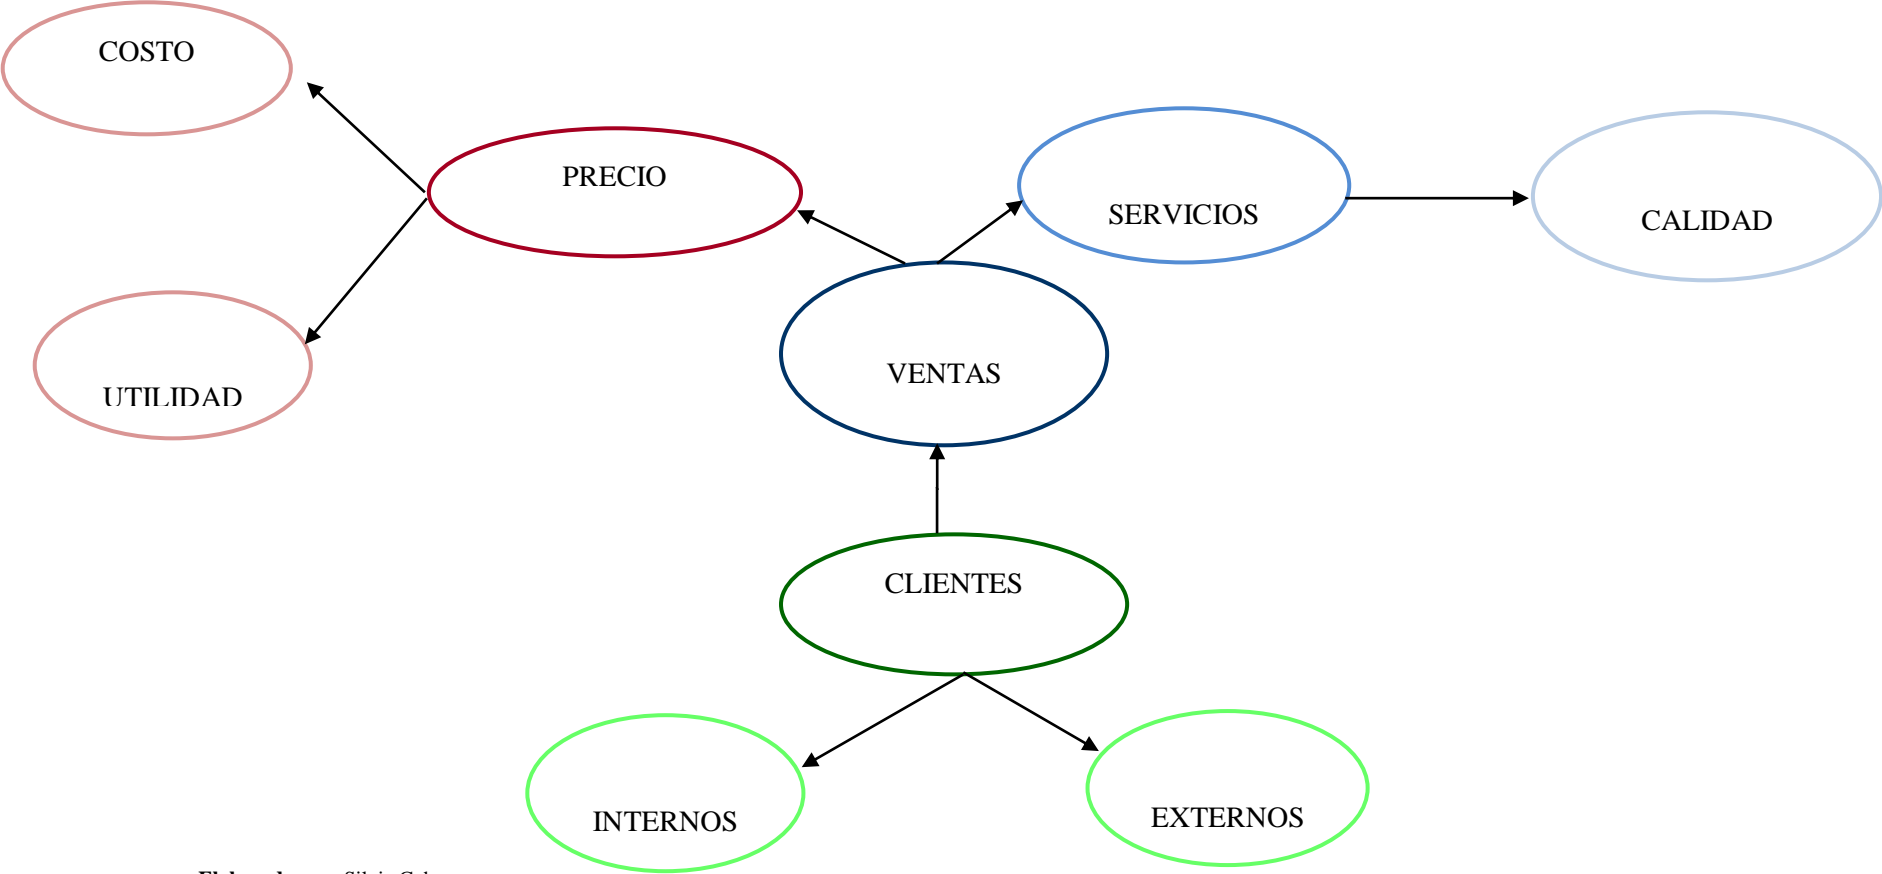 COSTO
PRECIO
SERVICIOS
CALIDAD
VENTAS
UTILIDAD
CLIENTES
INTERNOS
EXTERNOS